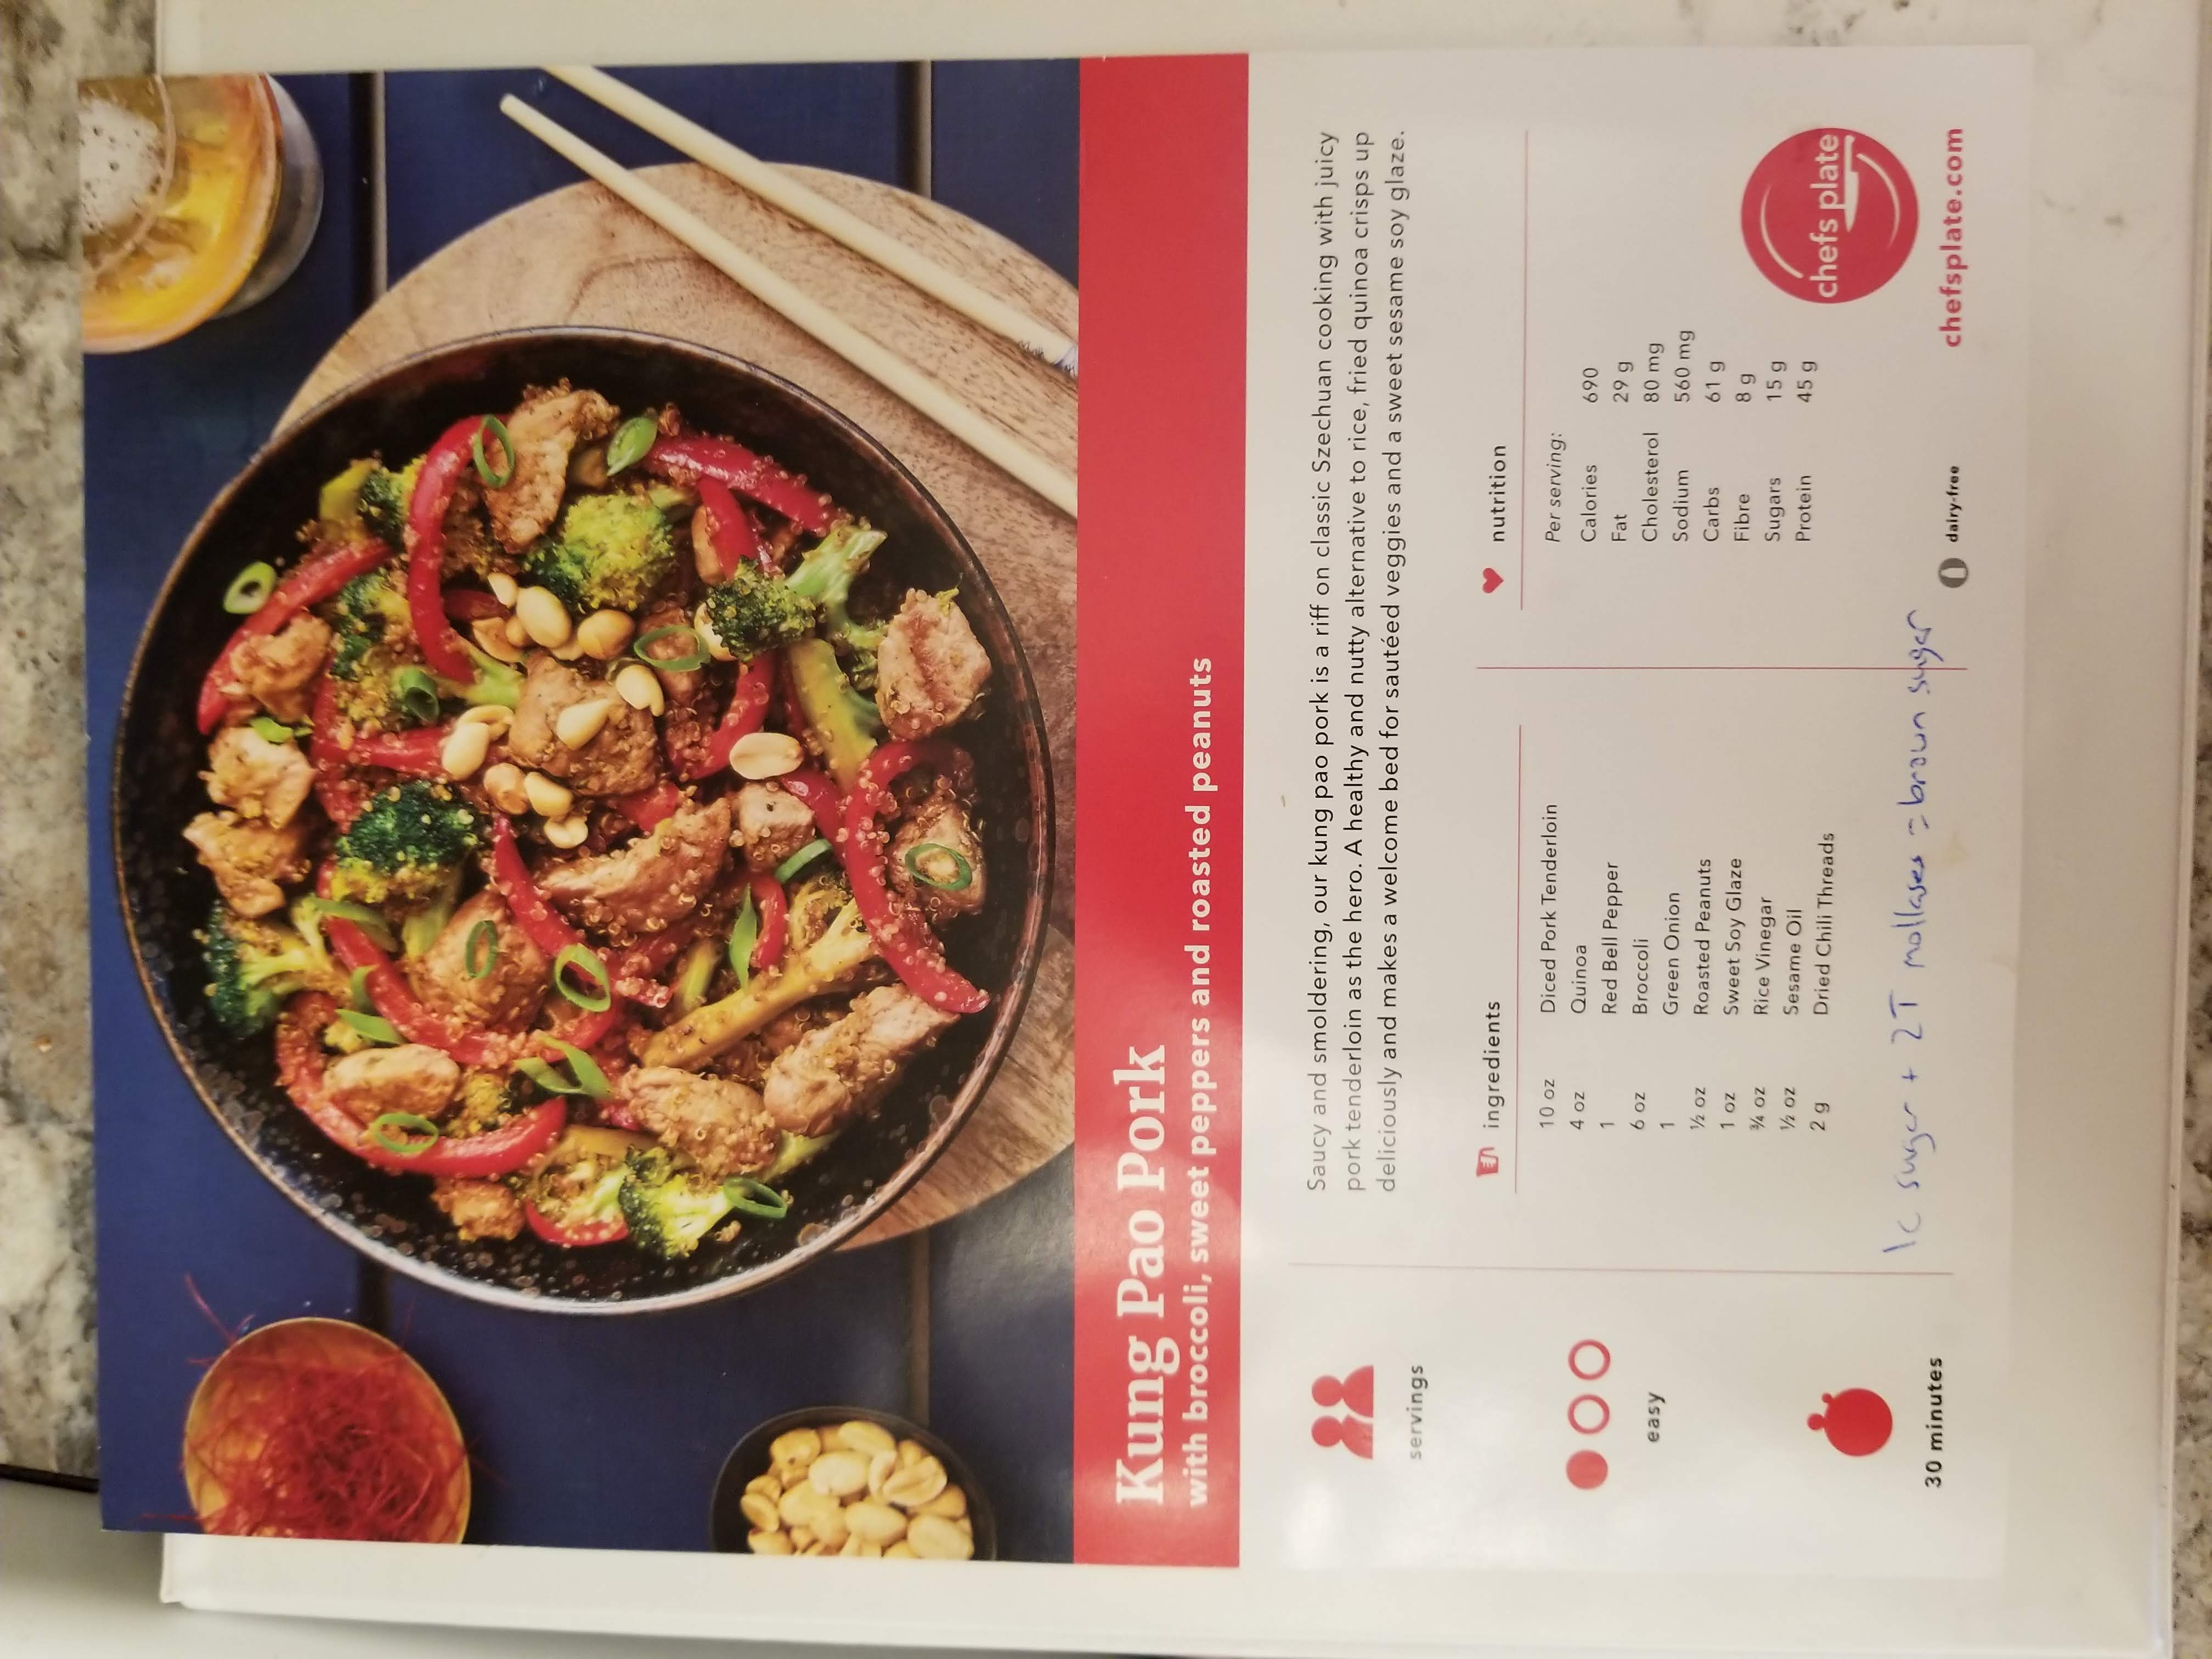 Kung Pao Pork
with broccoli, sweet peppers and roasted peanuts
servings
easy
30 minutes
Saucy and smoldering, our kung pao pork is a riff on classic Szechuan cooking with juicy
pork tenderloin as the hero. A healthy and nutty alternative to rice, fried quinoa crisps up
deliciously and makes a welcome bed for sautéed veggies and a sweet sesame soy glaze.
ingredients
10 oz Diced Pork Tenderloin
4 oz Quinoa
1 Red Bell Pepper
6 oz Broccoli
1 Green Onion
½ oz Roasted Peanuts
1 oz Sweet Soy Glaze
¾ oz Rice Vinegar
½ oz Sesame Oil
2 g Dried Chili Threads
1c sugar + 2T mollases = brown sugar
nutrition
Per serving:
Calories 690
Fat 29 g
Cholesterol 80 mg
Sodium 560 mg
Carbs 61 g
Fibre 8 g
Sugars 15 g
Protein 45 g
chefs plate
dairy-free
chefsplate.com